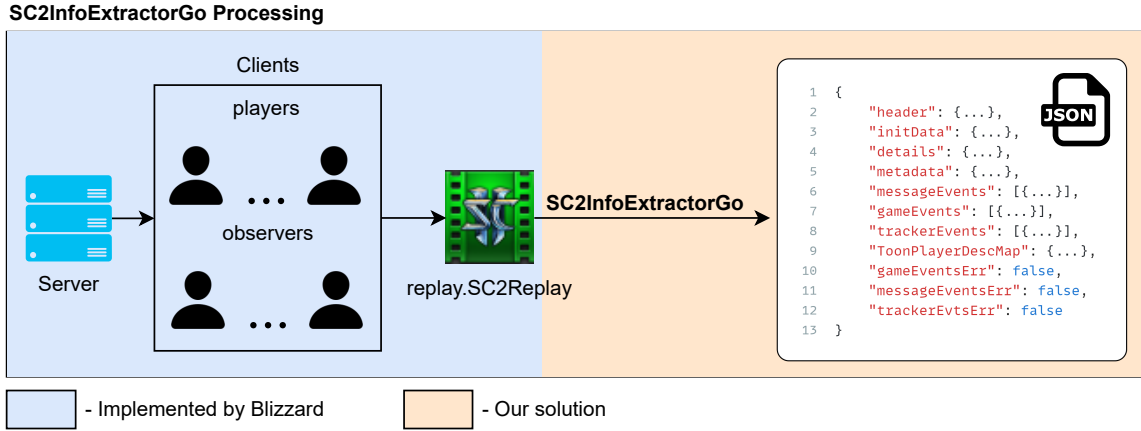 SC2InfoExtractorGo Processing
Clients
players
...
observers
...
Server
replay.SC2Replay
SC2InfoExtractorGo
JSON
1 {
2 "header": {...},
3 "initData": {...},
4 "details": {...},
5 "metadata": {...},
6 "messageEvents": [{...}],
7 "gameEvents": [{...}],
8 "trackerEvents": [{...}],
9 "ToonPlayerDescMap": {...},
10 "gameEventsErr": false,
11 "messageEventsErr": false,
12 "trackerEvtsErr": false
13 }
- Implemented by Blizzard
- Our solution